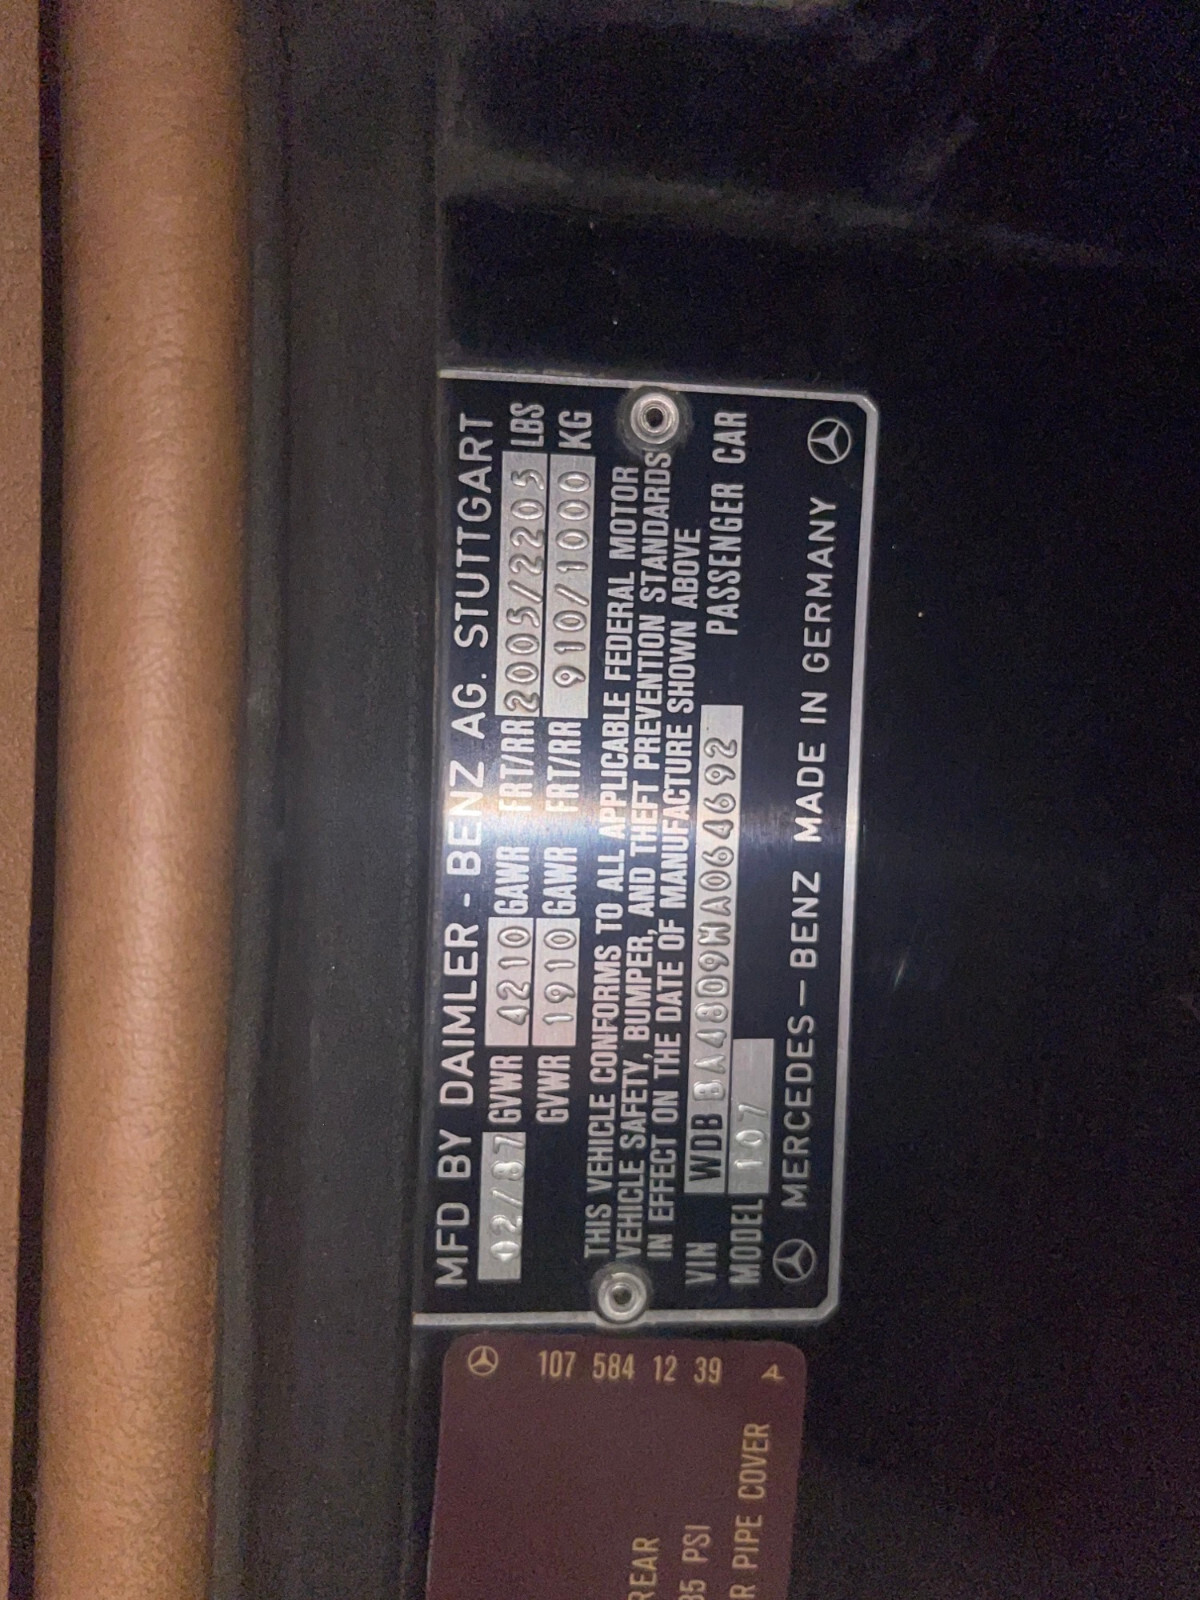 MFD BY DAIMLER - BENZ AG. STUTTGART
02/87 GVWR 4210 GAWR FRT/RR 2005/2205 LBS
GVWR 1910 GAWR FRT/RR 910/1000 KG
THIS VEHICLE CONFORMS TO ALL APPLICABLE FEDERAL MOTOR
VEHICLE SAFETY, BUMPER, AND THEFT PREVENTION STANDARDS
IN EFFECT ON THE DATE OF MANUFACTURE SHOWN ABOVE
VIN WDB BA48D9HA064692 PASSENGER CAR
MODEL 107
MERCEDES - BENZ MADE IN GERMANY
107 584 12 39 A
REAR
35 PSI
R PIPE COVER